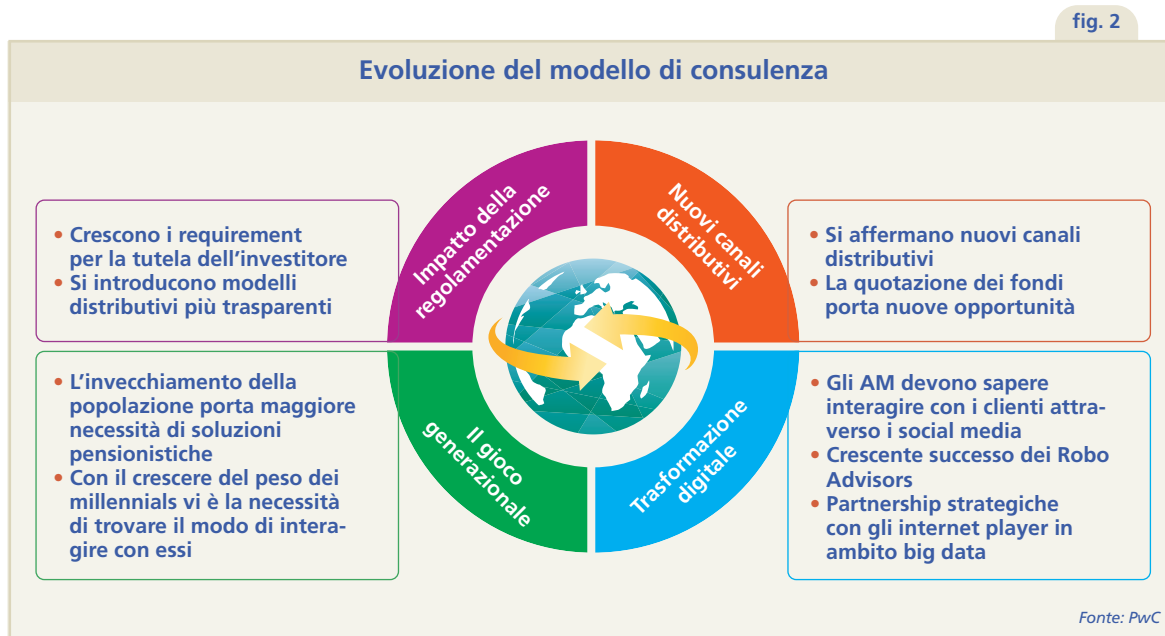 fig. 2
Evoluzione del modello di consulenza
Impatto della
regolamentazione
• Crescono i requirement
per la tutela dell’investitore
• Si introducono modelli
distributivi più trasparenti
Nuovi canali
distributivi
• Si affermano nuovi canali
distributivi
• La quotazione dei fondi
porta nuove opportunità
Il gioco
generazionale
• L’invecchiamento della
popolazione porta maggiore
necessità di soluzioni
pensionistiche
• Con il crescere del peso dei
millennials vi è la necessità
di trovare il modo di intera-
gire con essi
Trasformazione
digitale
• Gli AM devono sapere
interagire con i clienti attra-
verso i social media
• Crescente successo dei Robo
Advisors
• Partnership strategiche
con gli internet player in
ambito big data
Fonte: PwC